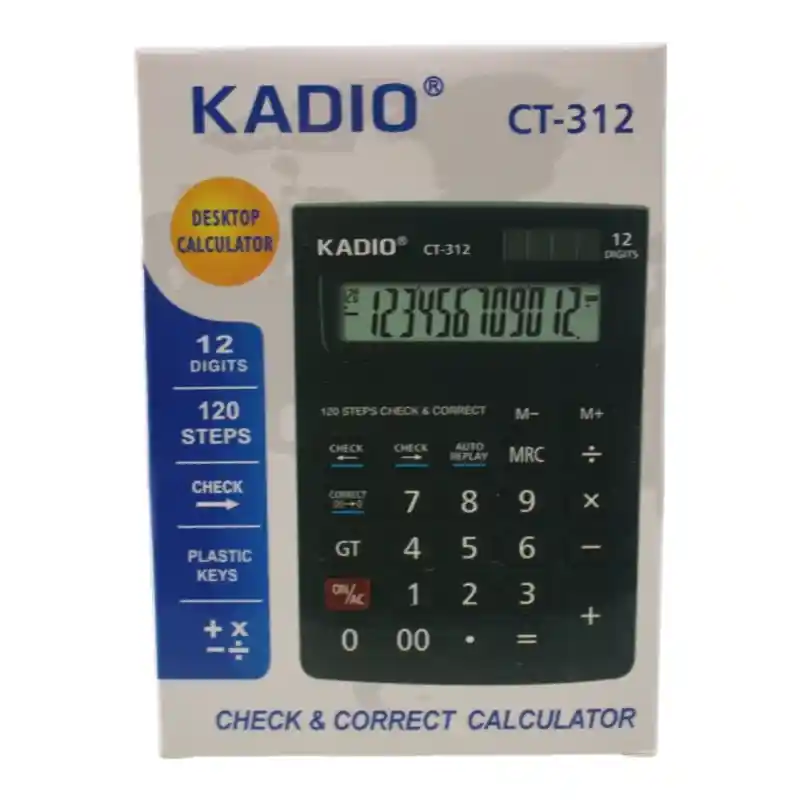 KADIO®
CT-312
DESKTOP
CALCULATOR
12
DIGITS
120
STEPS
CHECK
→
PLASTIC
KEYS
+ x
− ÷
KADIO® CT-312
12
DIGITS
123456789012
120 STEPS CHECK & CORRECT M− M+
CHECK ← CHECK → AUTO REPLAY MRC ÷
CORRECT 00→0 7 8 9 ×
GT 4 5 6 −
ON/AC 1 2 3 +
0 00 • =
CHECK & CORRECT CALCULATOR